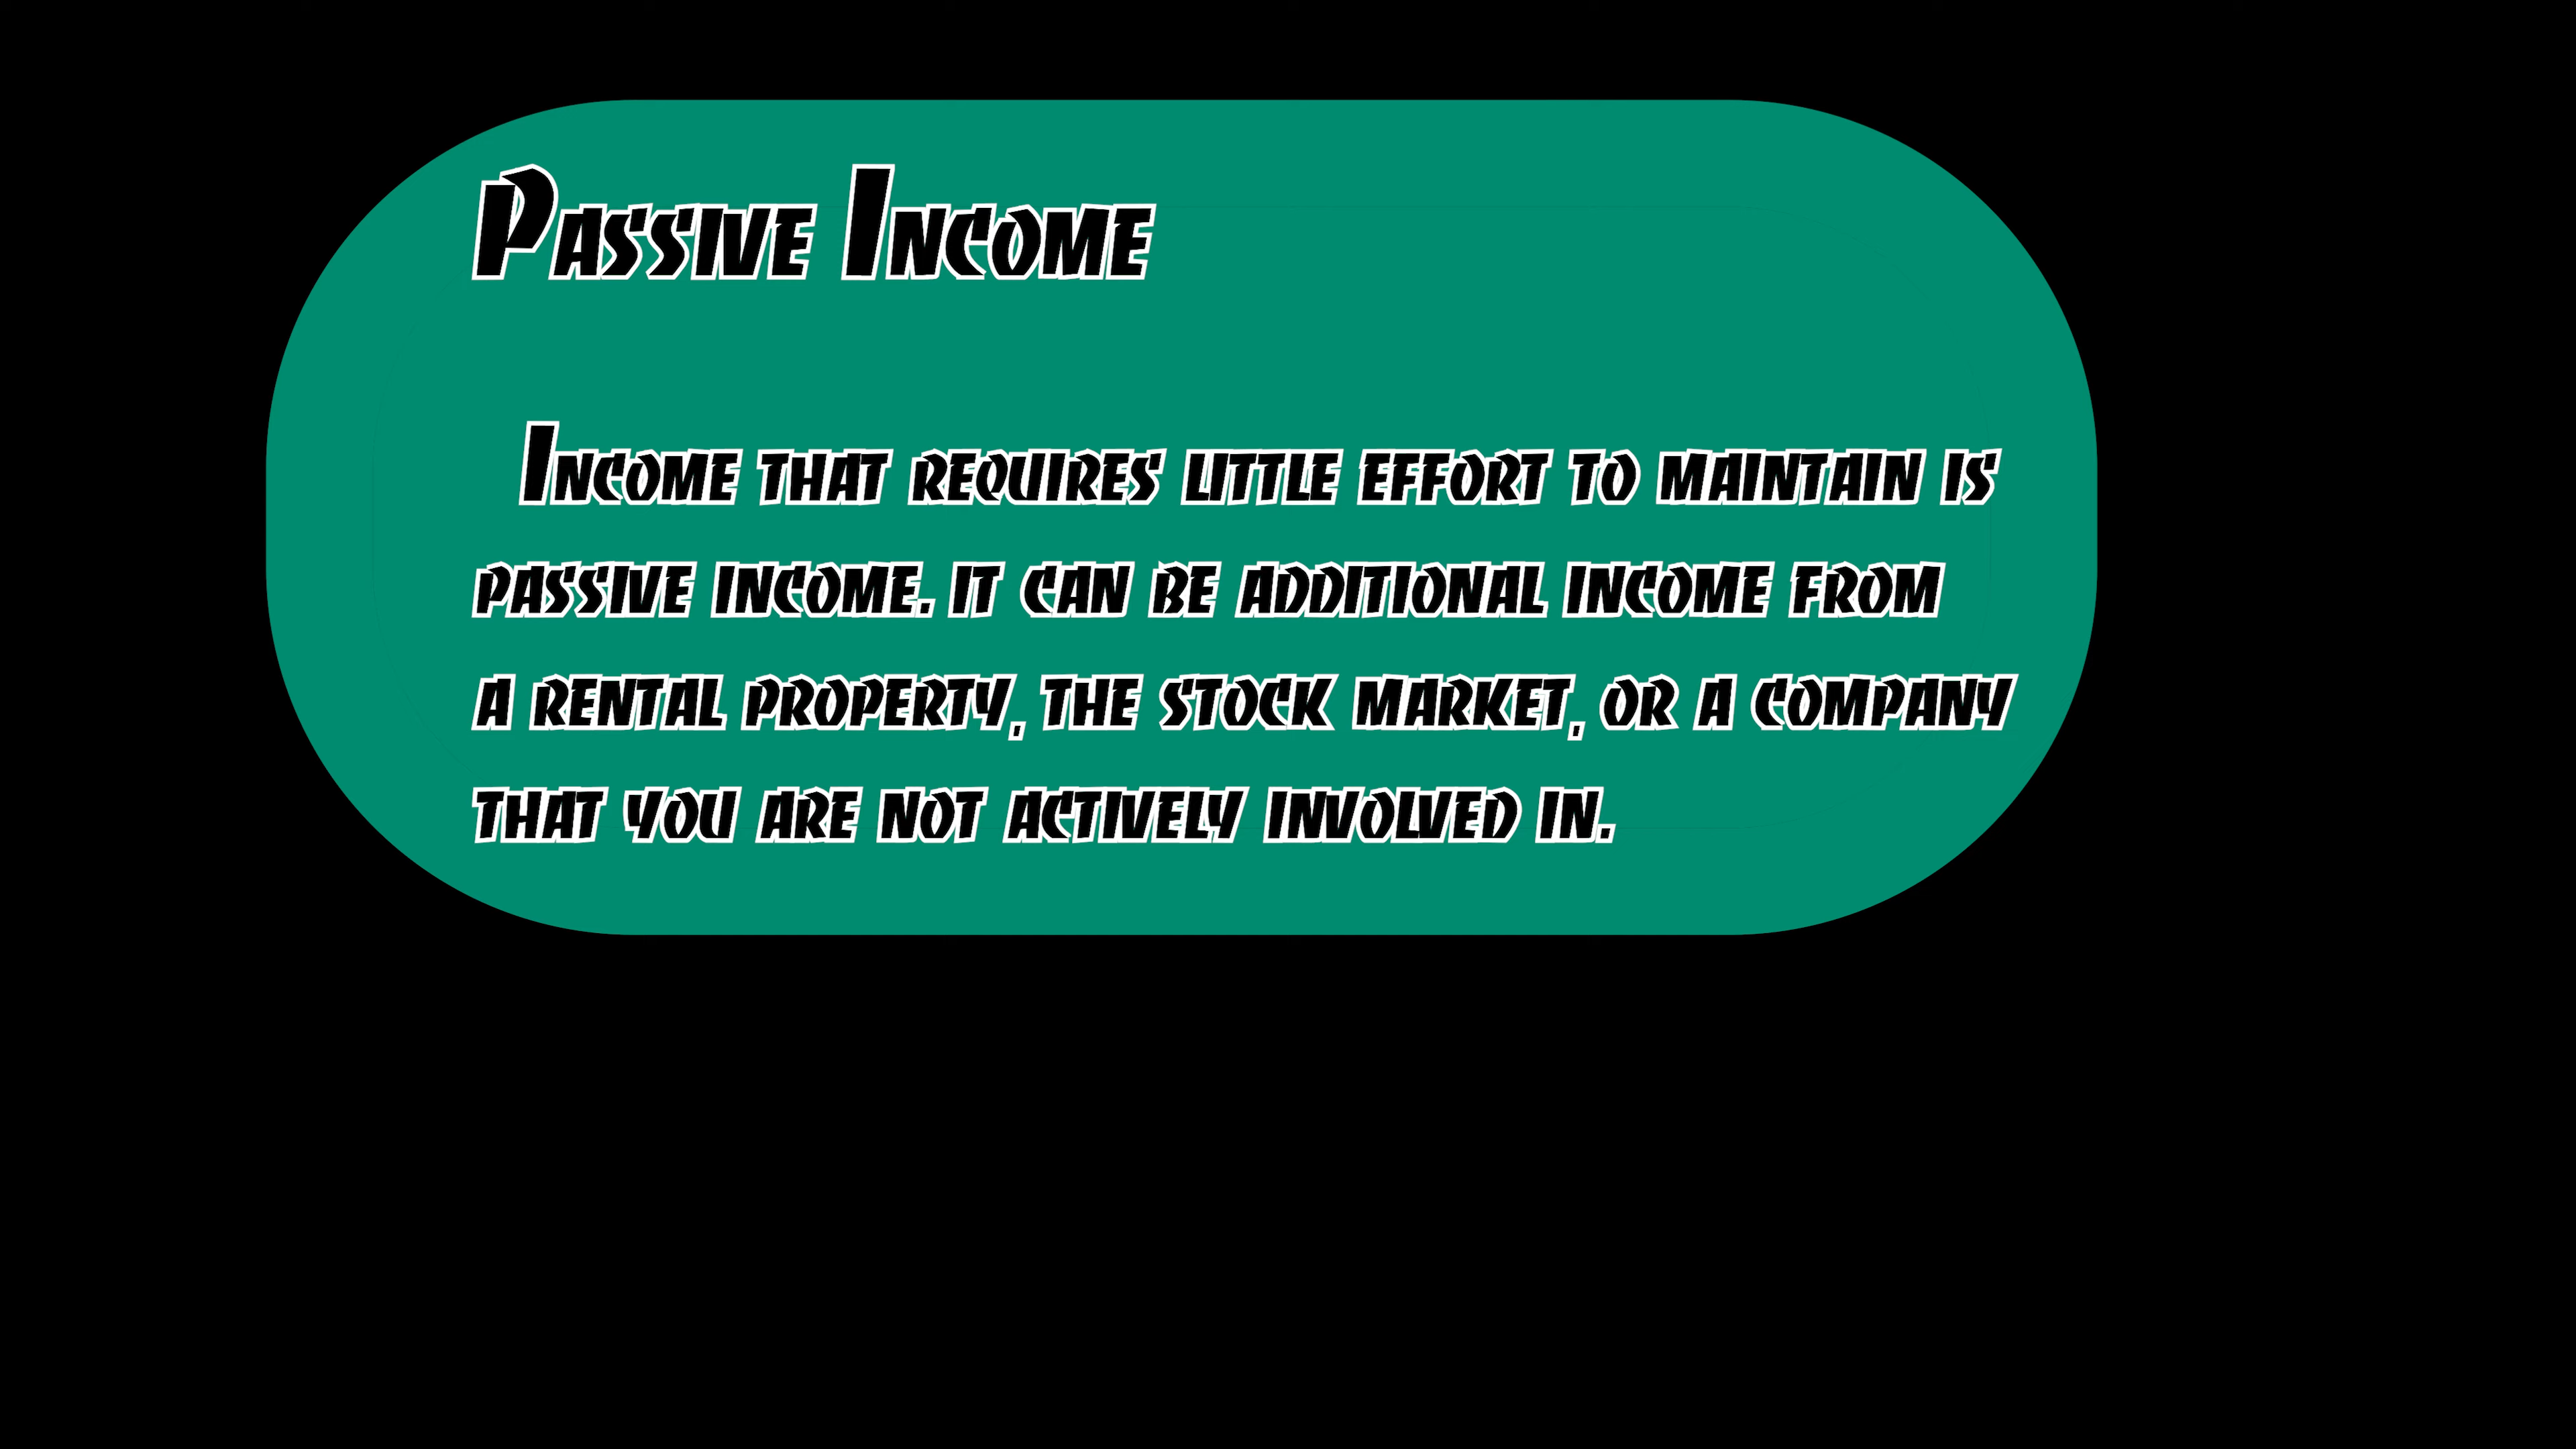 Passive Income
Income that requires little effort to maintain is
passive income. it can be additional income from
a rental property, the stock market, or a company
that you are not actively involved in.